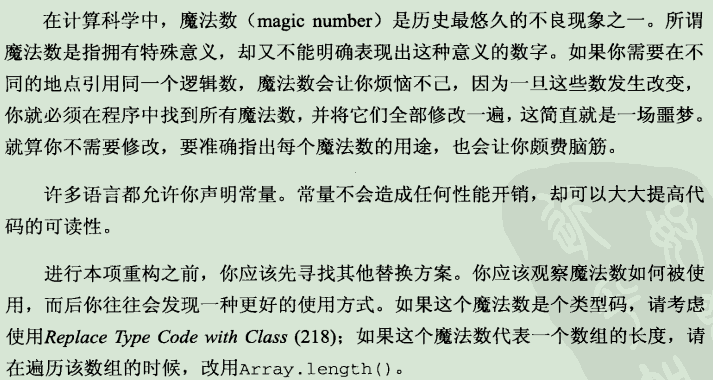 在计算科学中，魔法数（magic number）是历史最悠久的不良现象之一。所谓
魔法数是指拥有特殊意义，却又不能明确表现出这种意义的数字。如果你需要在不
同的地点引用同一个逻辑数，魔法数会让你烦恼不已，因为一旦这些数发生改变，
你就必须在程序中找到所有魔法数，并将它们全部修改一遍，这简直就是一场噩梦。
就算你不需要修改，要准确指出每个魔法数的用途，也会让你颇费脑筋。
许多语言都允许你声明常量。常量不会造成任何性能开销，却可以大大提高代
码的可读性。
进行本项重构之前，你应该先寻找其他替换方案。你应该观察魔法数如何被使
用，而后你往往会发现一种更好的使用方式。如果这个魔法数是个类型码，请考虑
使用Replace Type Code with Class (218)；如果这个魔法数代表一个数组的长度，请
在遍历该数组的时候，改用Array.length()。